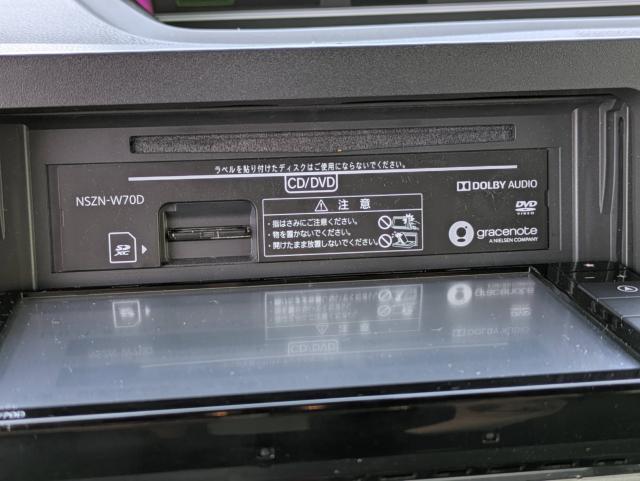 ラベルを貼り付けたディスクはご使用にならないでください。
CD/DVD
NSZN-W70D
SD
XC
⚠ 注意
・指はさみにご注意ください。
・物を置かないでください。
・開けたまま放置しないでください。
DOLBY AUDIO
DVD
VIDEO
gracenote
A NIELSEN COMPANY